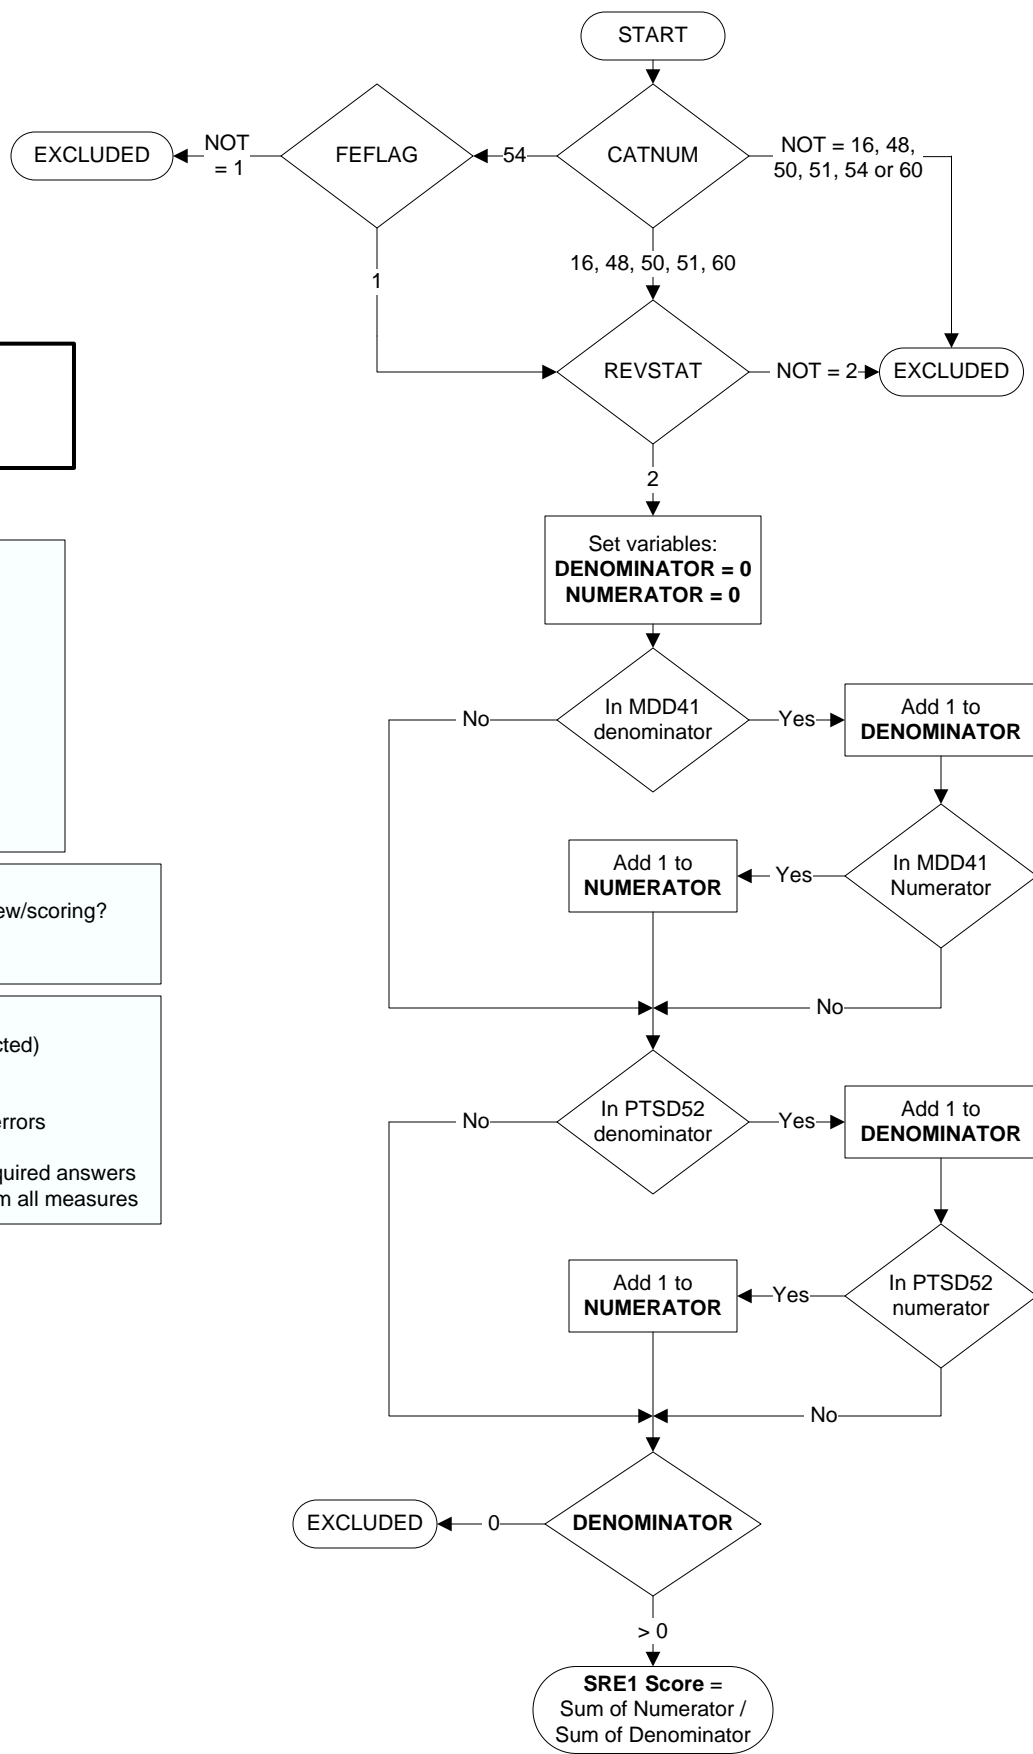 START
CATNUM
54
FEFLAG
NOT
= 1
EXCLUDED
NOT = 16, 48,
50, 51, 54 or 60
16, 48, 50, 51, 60
1
REVSTAT
NOT = 2
EXCLUDED
2
Set variables:
DENOMINATOR = 0
NUMERATOR = 0
In MDD41
denominator
No
Yes
Add 1 to
DENOMINATOR
In MDD41
Numerator
Yes
Add 1 to
NUMERATOR
No
In PTSD52
denominator
No
Yes
Add 1 to
DENOMINATOR
In PTSD52
numerator
Yes
Add 1 to
NUMERATOR
No
DENOMINATOR
0
EXCLUDED
> 0
SRE1 Score =
Sum of Numerator /
Sum of Denominator
/scoring?
errors
answers
all measures